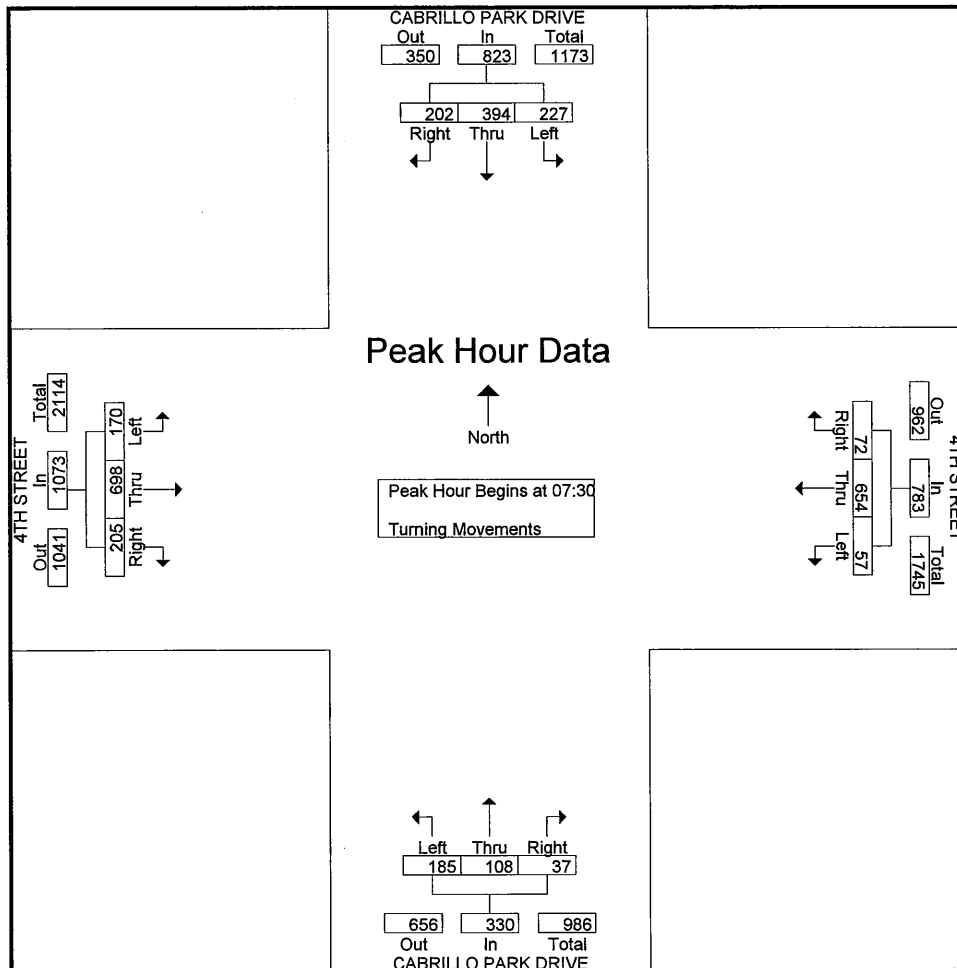 CABRILLO PARK DRIVE
Out In Total
350 823 1173
202 394 227
Right Thru Left
Peak Hour Data
North
Peak Hour Begins at 07:30
Turning Movements
4TH STREET
Out In Total
1041 1073 2114
Left Thru Right
170 698 205
4TH STREET
Out In Total
962 783 1745
72 654 57
Right Thru Left
Left Thru Right
185 108 37
656 330 986
Out In Total
CABRILLO PARK DRIVE